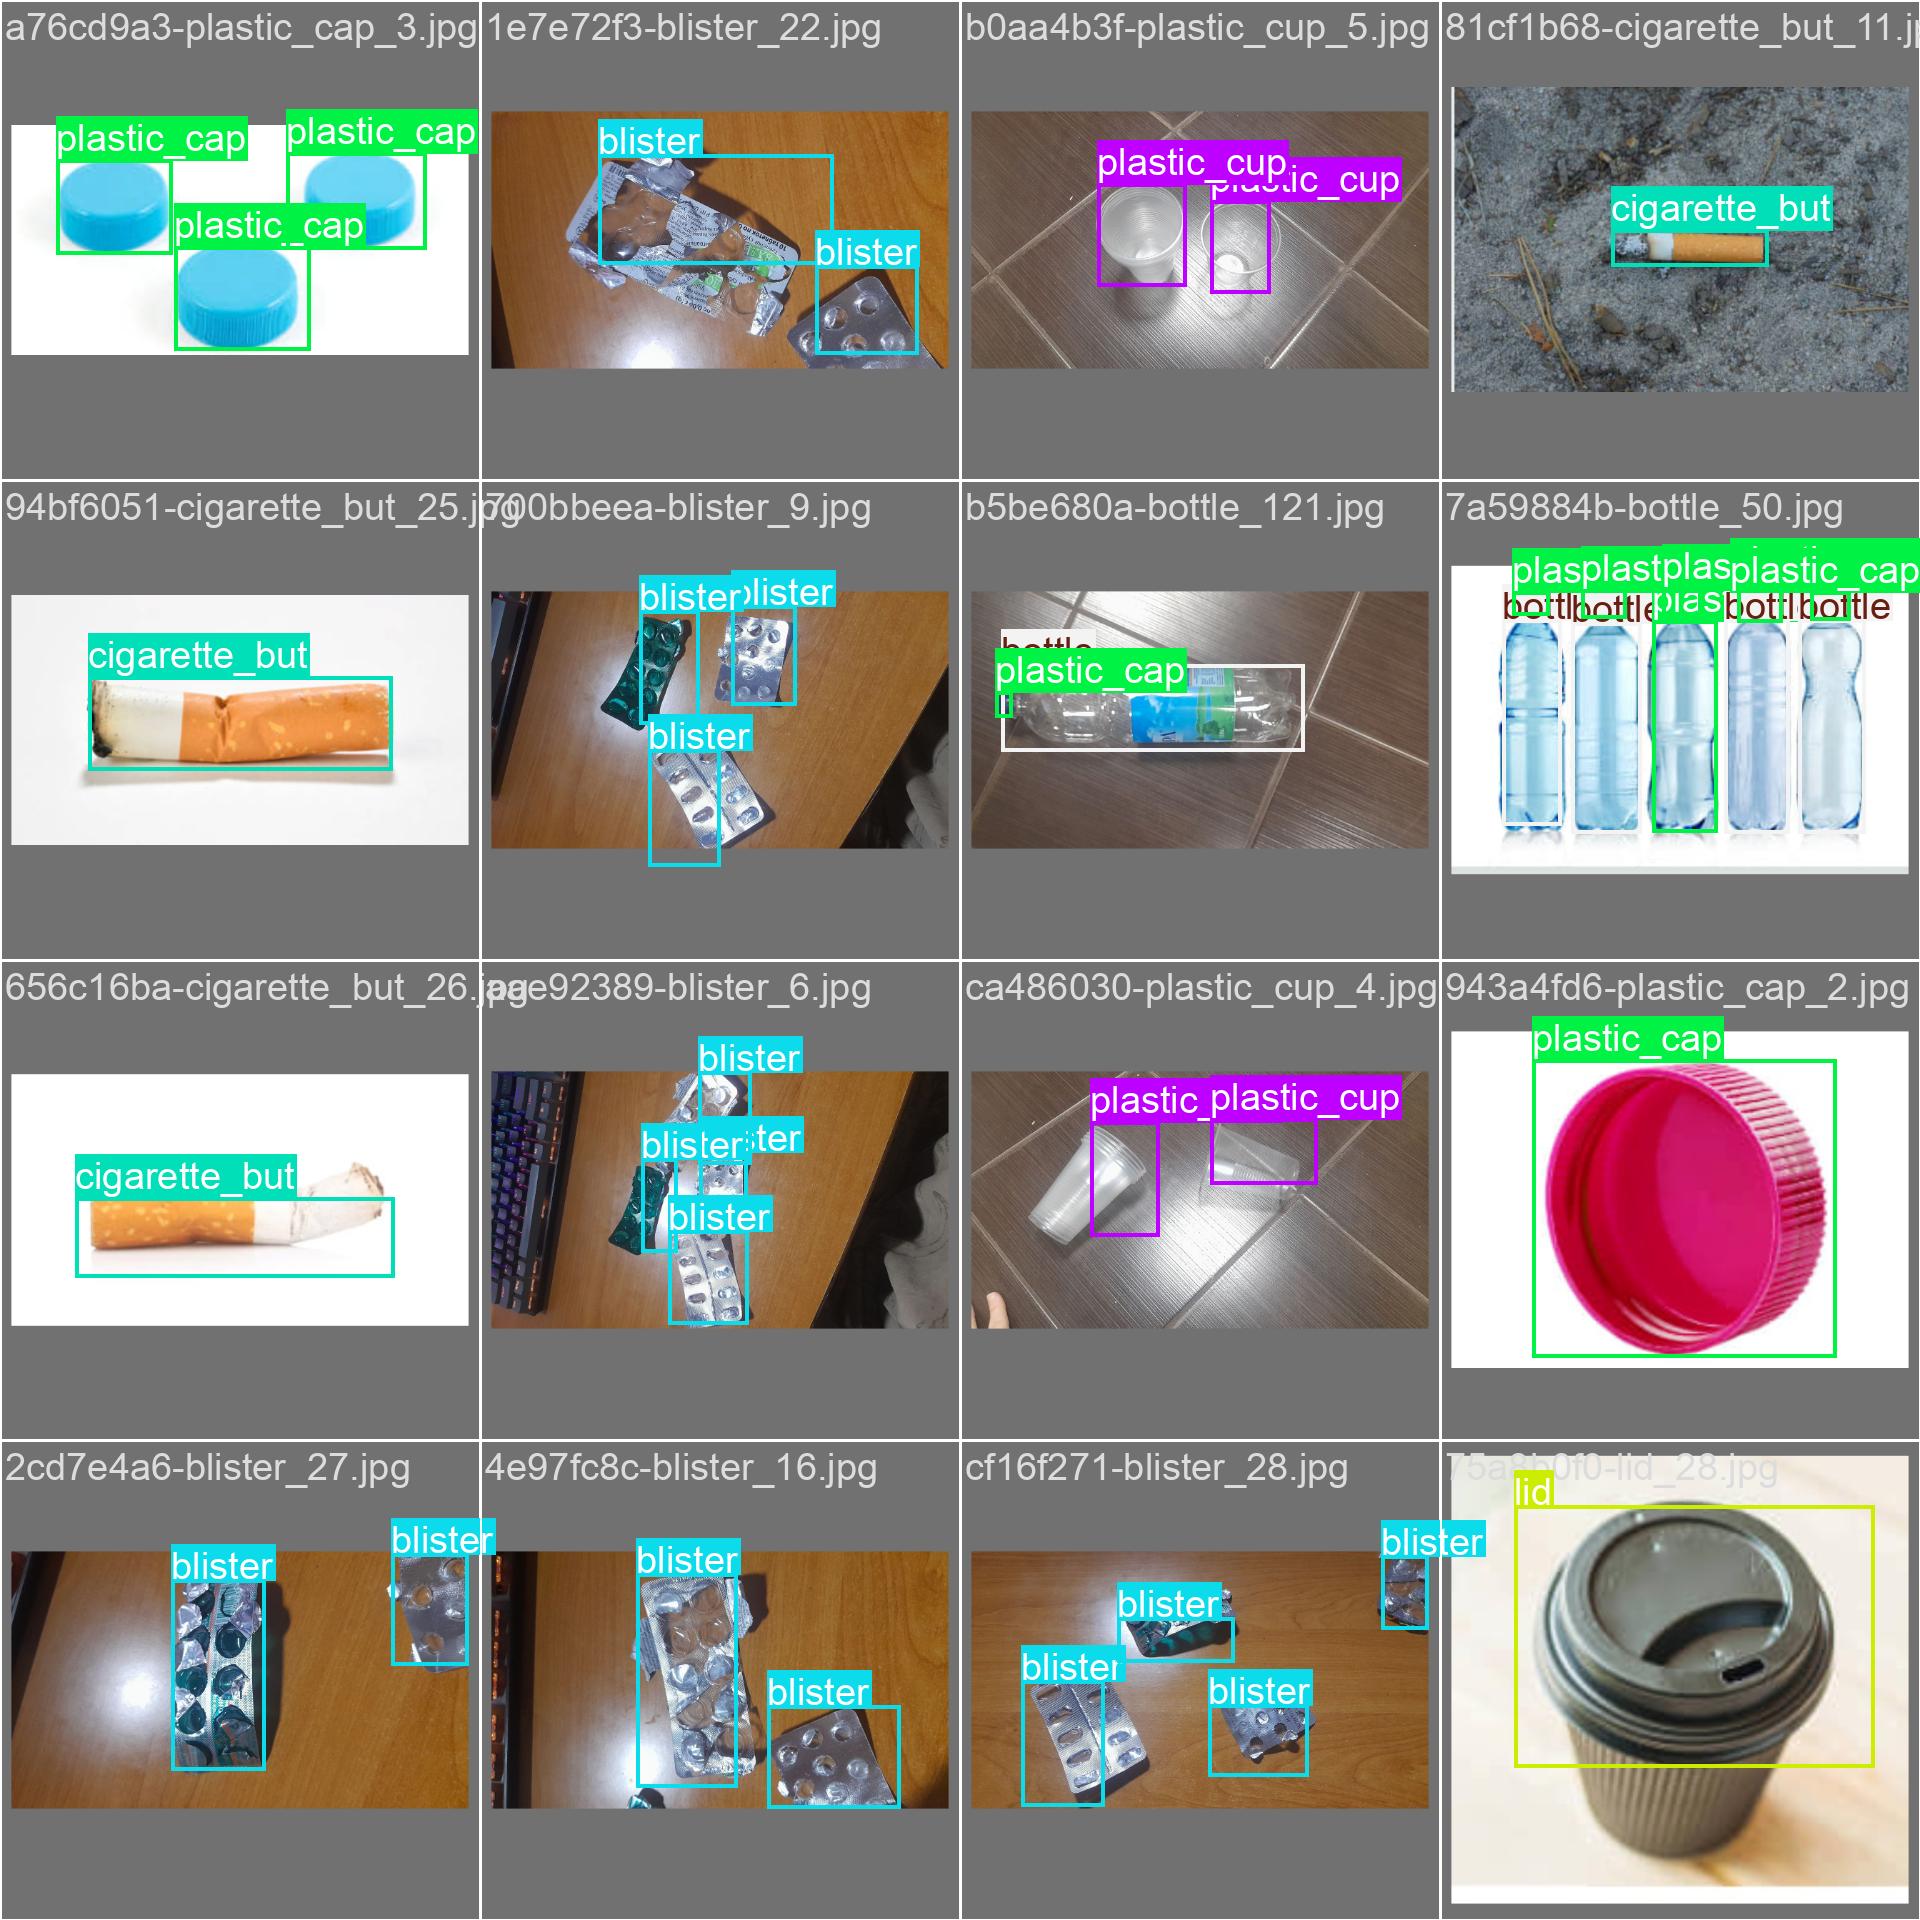 a76cd9a3-plastic_cap_3.jpg
plastic_cap
plastic_cap
plastic_cap
1e7e72f3-blister_22.jpg
blister
blister
b0aa4b3f-plastic_cup_5.jpg
plastic_cup
plastic_cup
81cf1b68-cigarette_but_11.jp
cigarette_but
94bf6051-cigarette_but_25.jpg
cigarette_but
700bbeea-blister_9.jpg
blister
blister
blister
b5be680a-bottle_121.jpg
bottle
plastic_cap
7a59884b-bottle_50.jpg
plas
plast
plas
plastic_cap
bottl
bottle
plas
bottl
bottle
656c16ba-cigarette_but_26.jpg
cigarette_but
ae92389-blister_6.jpg
blister
blister
ster
blister
ca486030-plastic_cup_4.jpg
plastic_
plastic_cup
943a4fd6-plastic_cap_2.jpg
plastic_cap
2cd7e4a6-blister_27.jpg
blister
blister
4e97fc8c-blister_16.jpg
blister
blister
cf16f271-blister_28.jpg
blister
blister
blister
blister
75a8b0f0-lid_28.jpg
lid